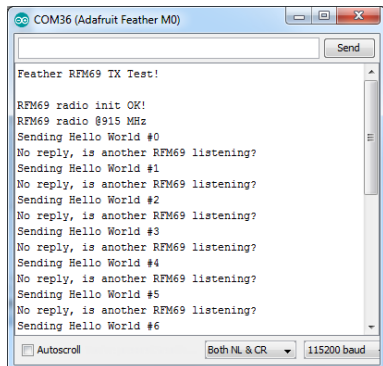 COM36 (Adafruit Feather M0)
Send
Feather RFM69 TX Test!
RFM69 radio init OK!
RFM69 radio @915 MHz
Sending Hello World #0
No reply, is another RFM69 listening?
Sending Hello World #1
No reply, is another RFM69 listening?
Sending Hello World #2
No reply, is another RFM69 listening?
Sending Hello World #3
No reply, is another RFM69 listening?
Sending Hello World #4
No reply, is another RFM69 listening?
Sending Hello World #5
No reply, is another RFM69 listening?
Sending Hello World #6
Autoscroll Both NL & CR 115200 baud